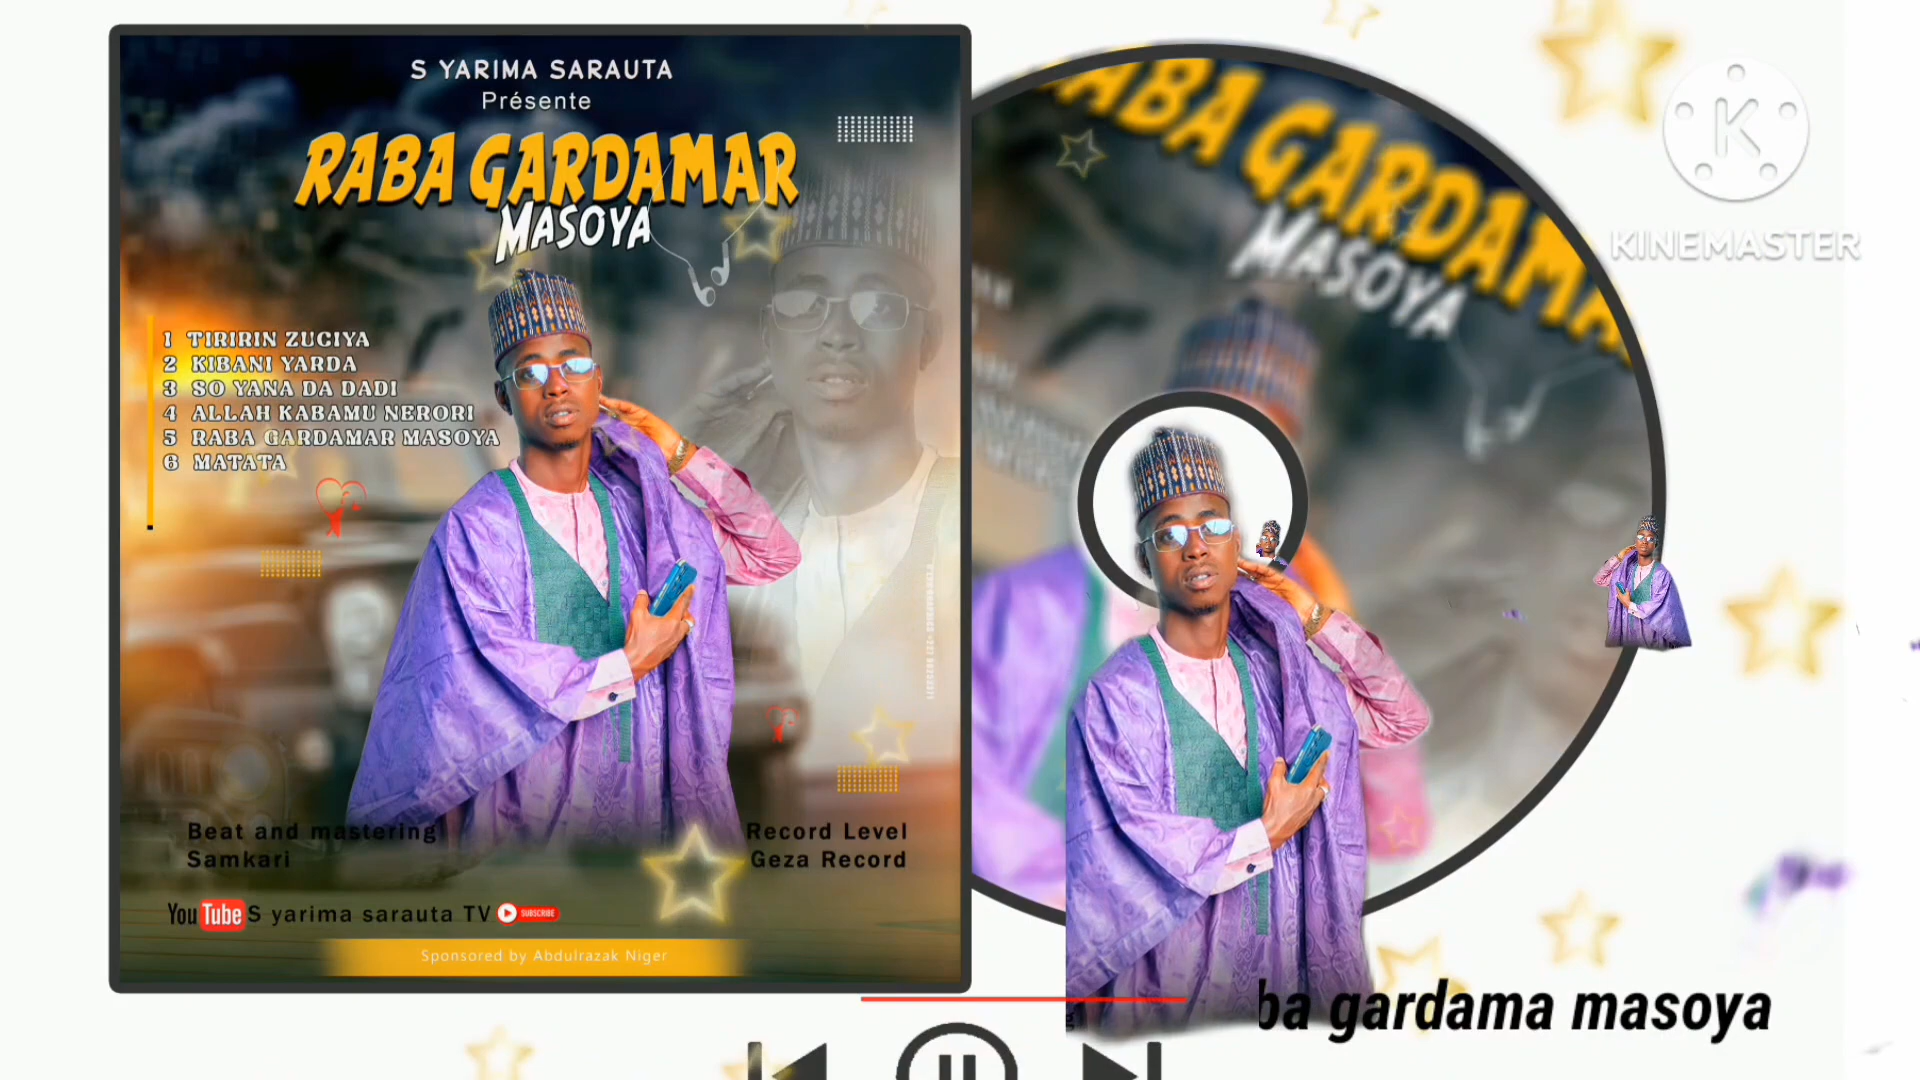 S YARIMA SARAUTA
Présente
RABA GARDAMAR
MASOYA
1 TIRIRIN ZUCIYA
2 KIBANI YARDA
3 SO YANA DA DADI
4 ALLAH KABAMU NERORI
5 RABA GARDAMAR MASOYA
6 MATATA
Beat and mastering
Samkari
Record Level
Geza Record
YouTube S yarima sarauta TV SUBSCRIBE
Sponsored by Abdulrazak Niger
RABA GARDAMA
MASOYA
K
KINEMASTER
ba gardama masoya